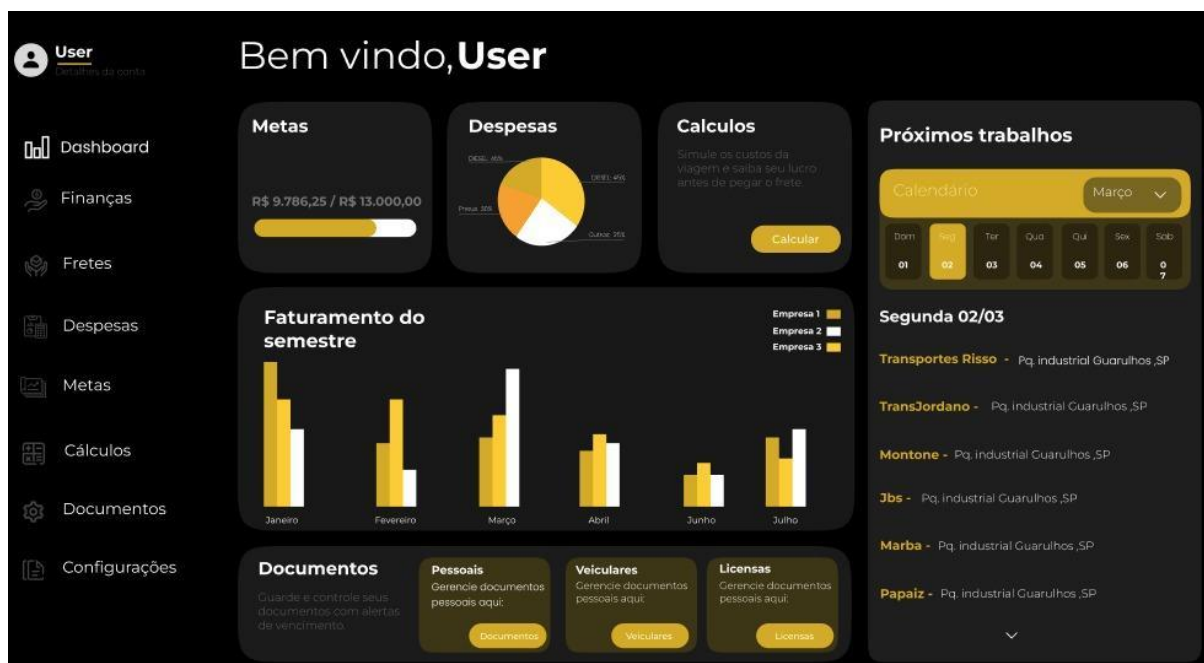 User
Detalhes da conta
Dashboard
Finanças
Fretes
Despesas
Metas
Cálculos
Documentos
Configurações
Bem vindo,User
Metas
R$ 9.786,25 / R$ 13.000,00
Despesas
DIESEL 45%
Pneus
25%
Calculos
Simule os custos da
viagem e saiba seu lucro
antes de pegar o frete
Calcular
Faturamento do
semestre
Empresa 1
Empresa 2
Empresa 3
Janeiro
Fevereiro
Março
Abril
Junho
Julho
Documentos
Guarde e controle seus
documentos com alertas
de vencimento.
Pessoais
Gerencie documentos
pessoais aqui:
Documentos
Veiculares
Gerencie documentos
pessoais aqui:
Veiculares
Licensas
Gerencie documentos
pessoais aqui:
Licensas
Próximos trabalhos
Calendário
Março
Dom Seg Ter Qua Qui Sex Sab
01 02 03 04 05 06 07
Segunda 02/03
Transportes Risso - Pq. industrial Guarulhos ,SP
TransJordano - Pq. industrial Guarulhos ,SP
Montone - Pq. industrial Guarulhos ,SP
Jbs - Pq. industrial Guarulhos ,SP
Marba - Pq. industrial Guarulhos ,SP
Papaiz - Pq. industrial Guarulhos ,SP